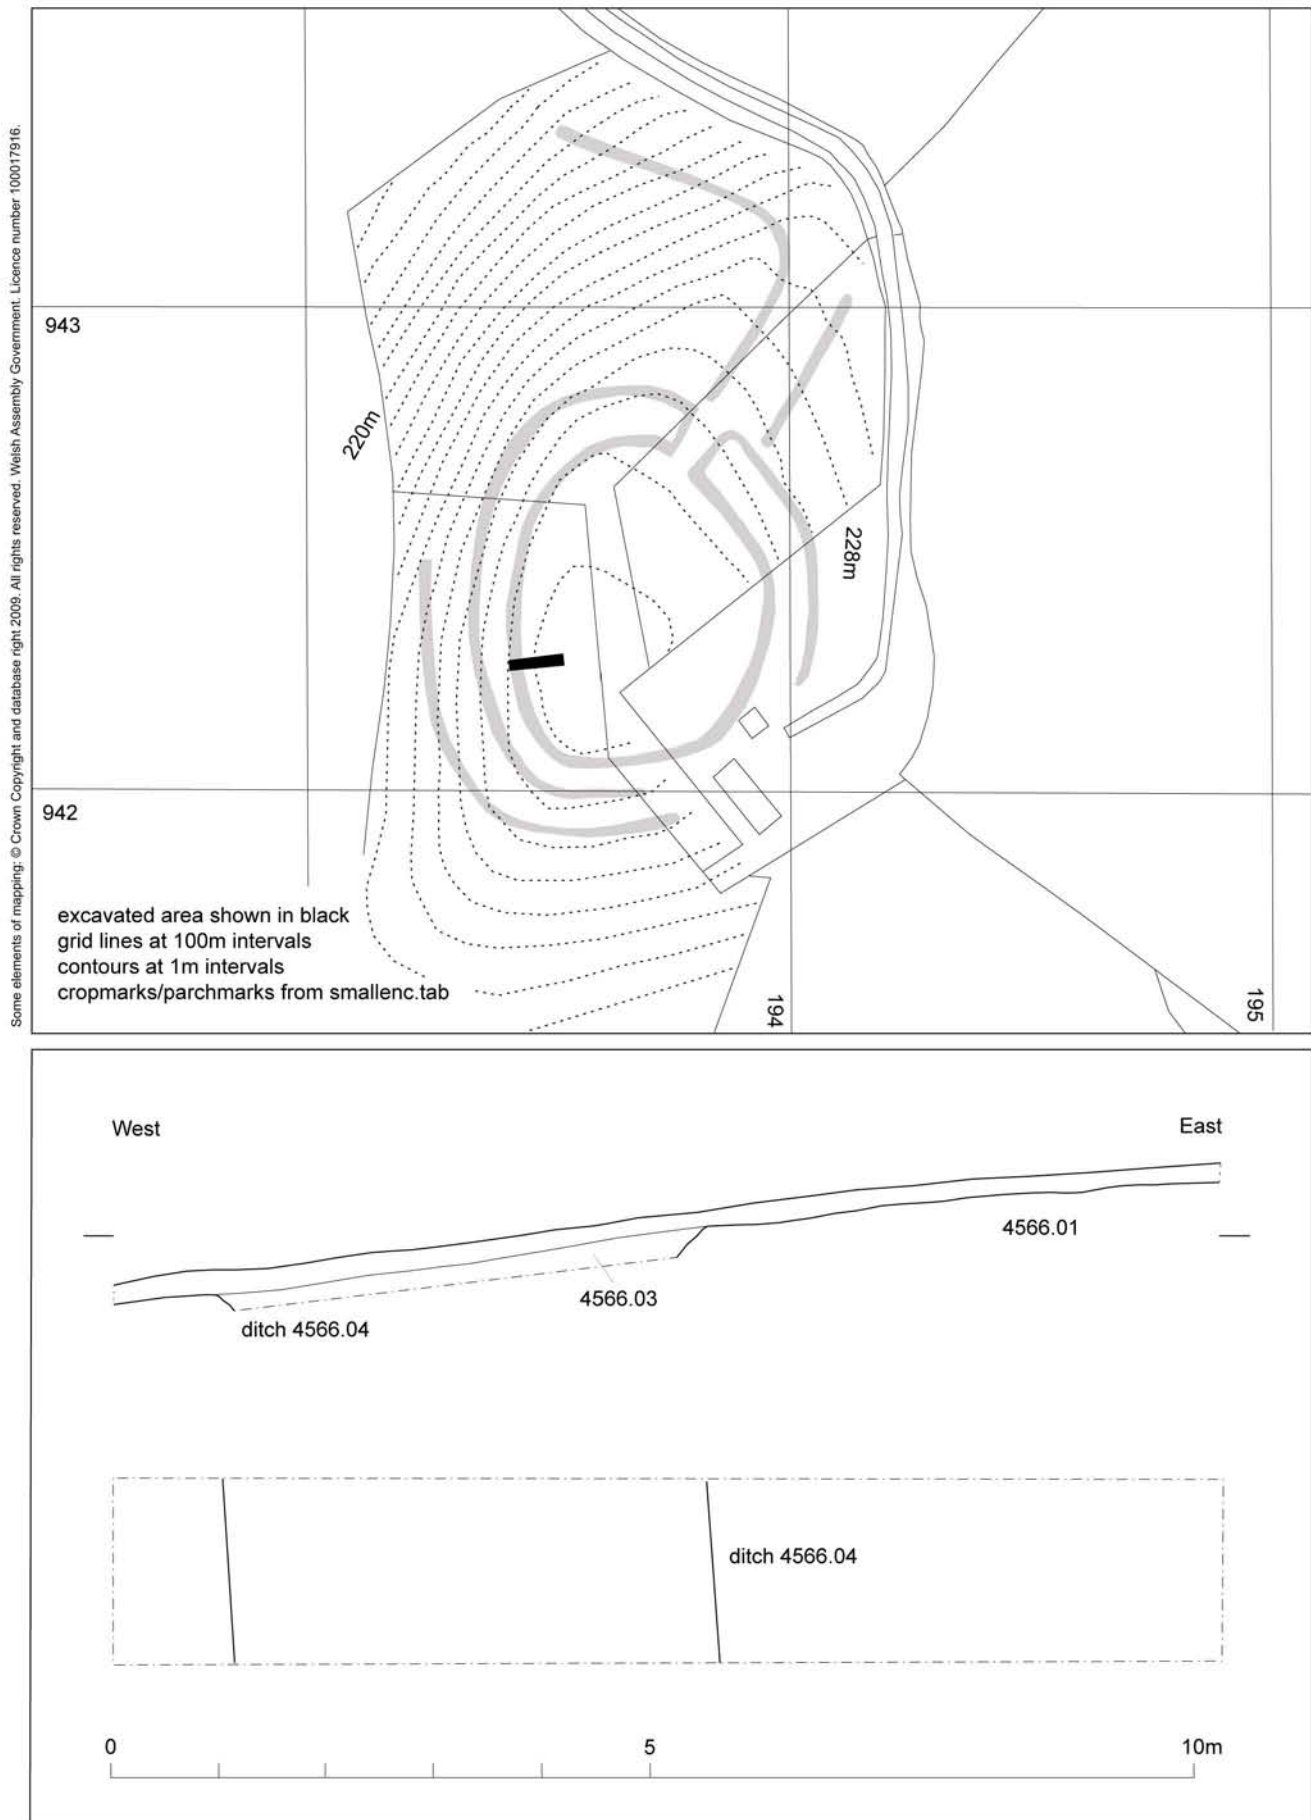 Some elements of mapping: © Crown Copyright and database right 2009. All rights reserved. Welsh Assembly Government. Licence number 100017916.
943
220m
228m
942
excavated area shown in black
grid lines at 100m intervals
contours at 1m intervals
cropmarks/parchmarks from smallenc.tab
194
195
West
East
4566.01
4566.03
ditch 4566.04
ditch 4566.04
0
5
10m